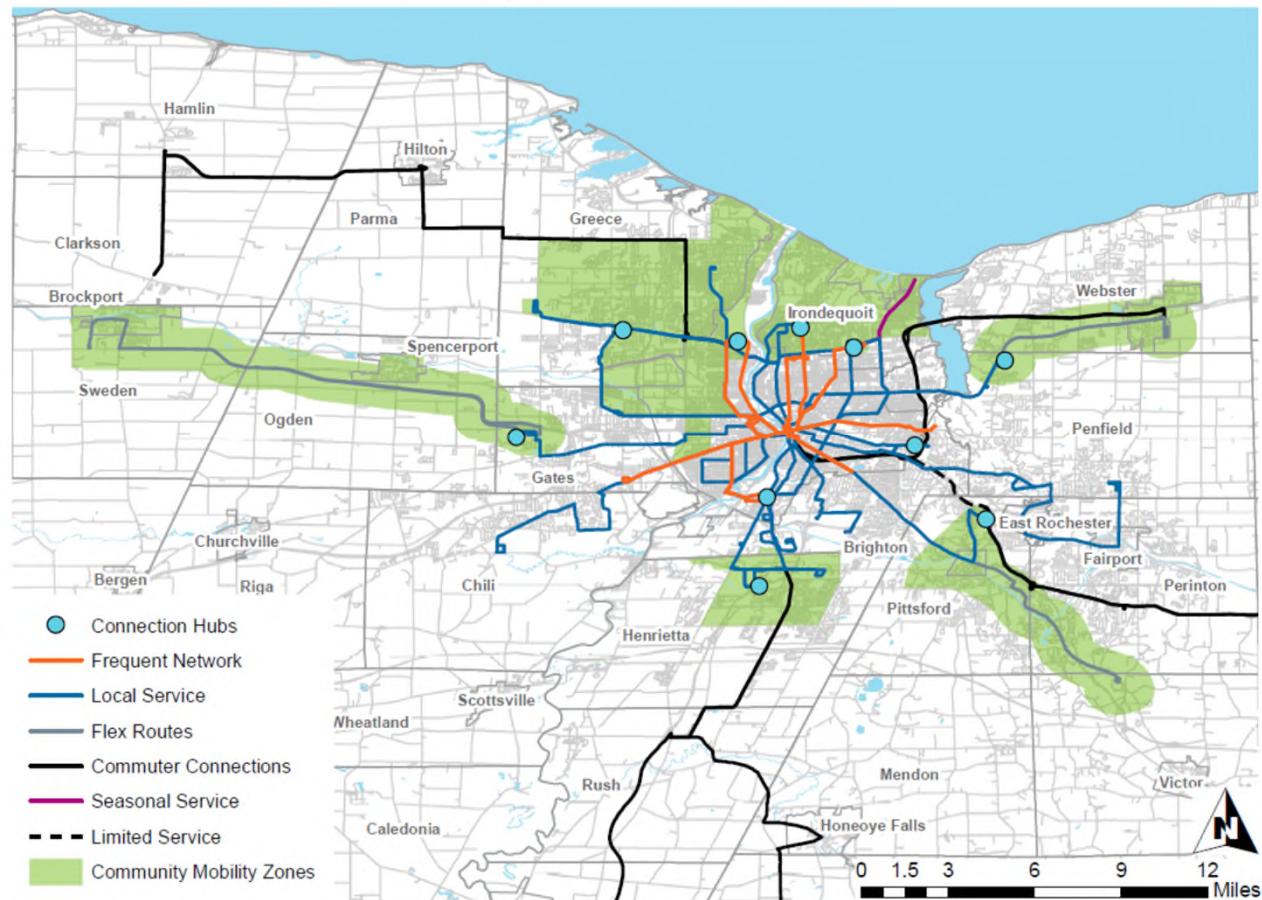 Hamlin
Hilton
Parma
Greece
Clarkson
Brockport
Webster
Irondequoit
Spencerport
Sweden
Ogden
Penfield
Gates
East Rochester
Churchville
Brighton
Fairport
Bergen
Riga
Chili
Perinton
Pittsford
Henrietta
Scottsville
Wheatland
Rush
Mendon
Victor
Caledonia
Honeoye Falls
Connection Hubs
Frequent Network
Local Service
Flex Routes
Commuter Connections
Seasonal Service
Limited Service
Community Mobility Zones
N
0 1.5 3 6 9 12
Miles